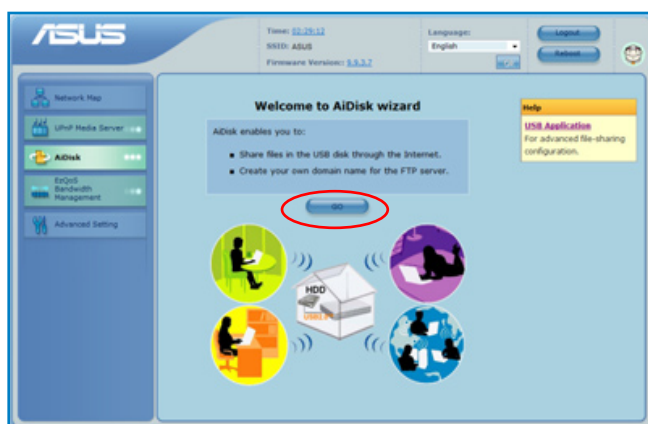 ASUS
Time: 02:29:12
SSID: ASUS
Firmware Version: 5.9.3.7
Language:
English
Logout
Reboot
Network Map
UPnP Media Server
AiDisk
EzQoS
Bandwidth
Management
Advanced Setting
Welcome to AiDisk wizard
AiDisk enables you to:
Share files in the USB disk through the Internet.
Create your own domain name for the FTP server.
GO
HDD
Help
USB Application
For advanced file-sharing
configuration.